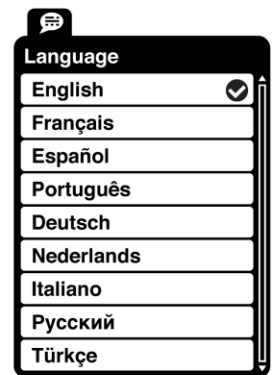 Language
English
Français
Español
Português
Deutsch
Nederlands
Italiano
Русский
Türkçe